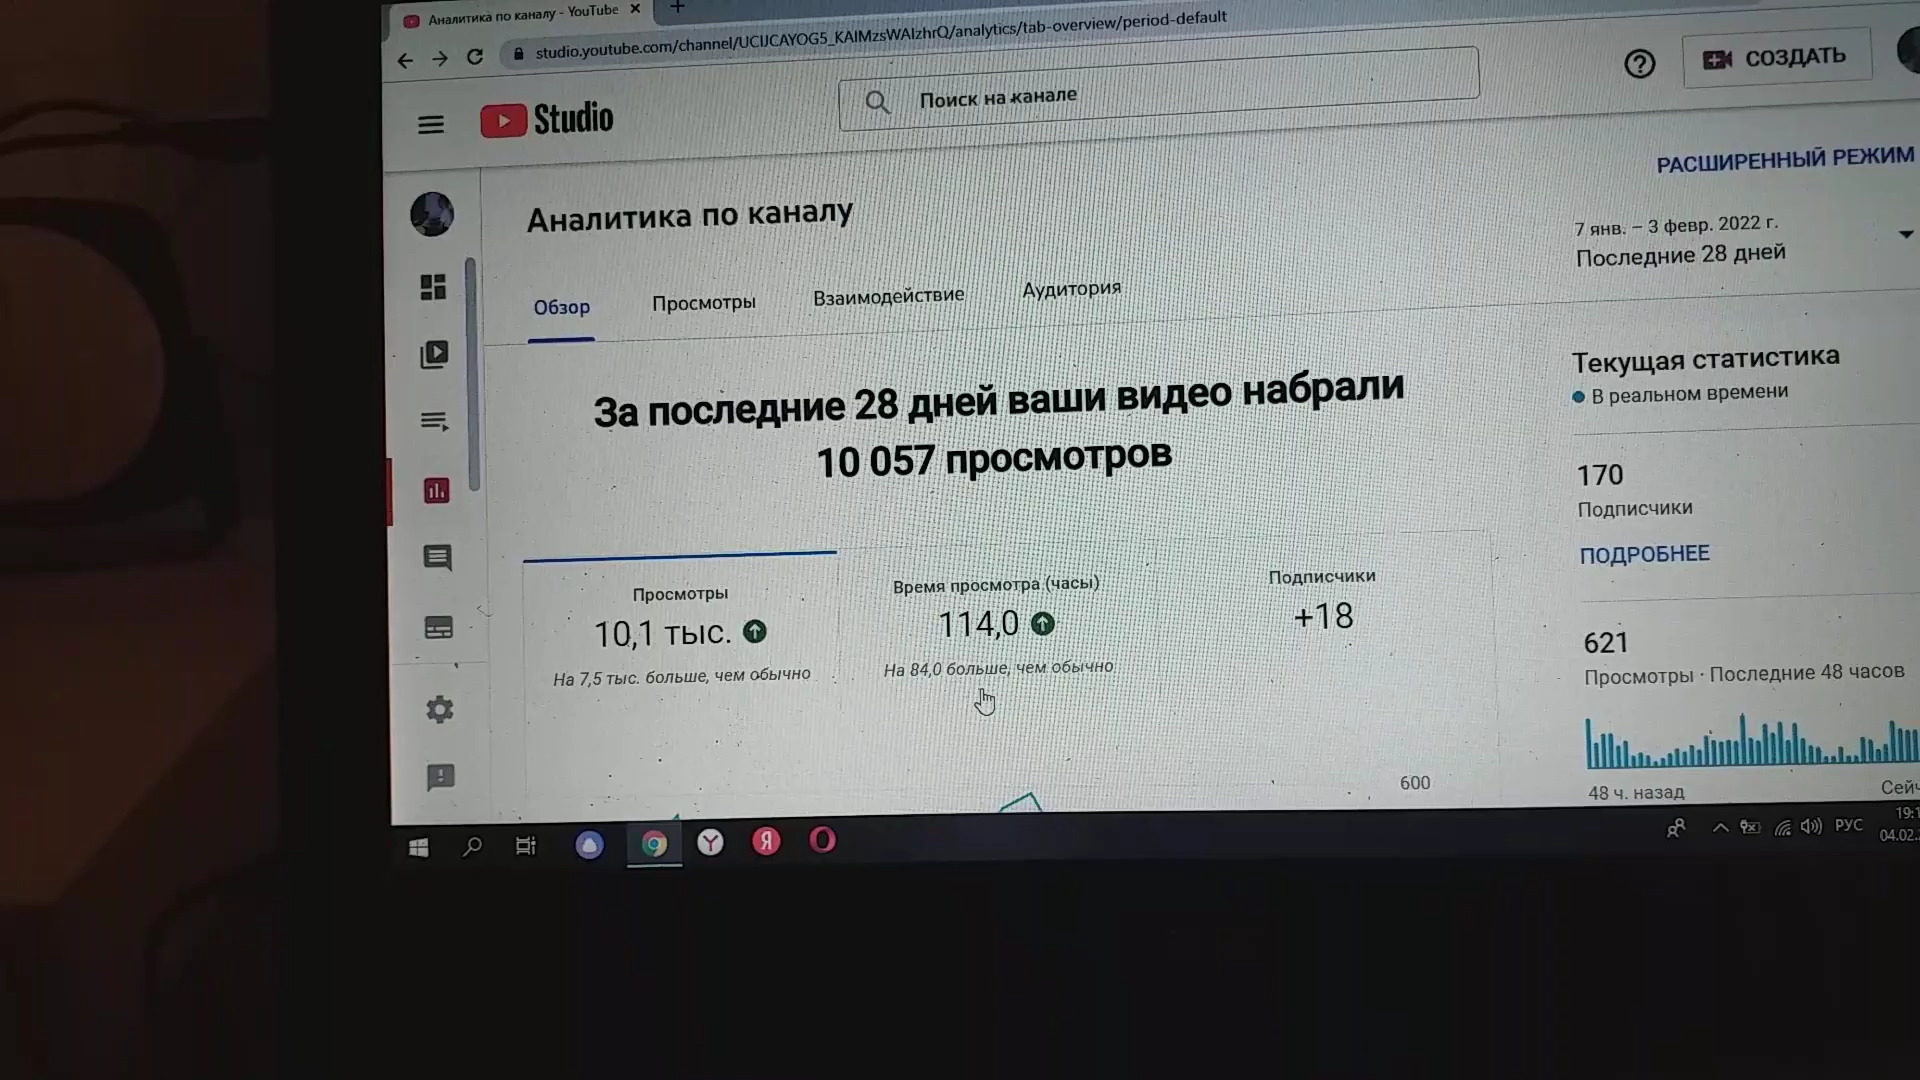 Аналитика по каналу - YouTube
studio.youtube.com/channel/UCIJCAYOG5_KAIMzsWAIzhrQ/analytics/tab-overview/period-default
Studio
Поиск на канале
СОЗДАТЬ
РАСШИРЕННЫЙ РЕЖИМ
Аналитика по каналу
7 янв. – 3 февр. 2022 г.
Последние 28 дней
Обзор
Просмотры
Взаимодействие
Аудитория
За последние 28 дней ваши видео набрали
10 057 просмотров
Текущая статистика
В реальном времени
170
Подписчики
ПОДРОБНЕЕ
Просмотры
10,1 тыс.
На 7,5 тыс. больше, чем обычно
Время просмотра (часы)
114,0
На 84,0 больше, чем обычно
Подписчики
+18
621
Просмотры · Последние 48 часов
600
48 ч. назад
РУС